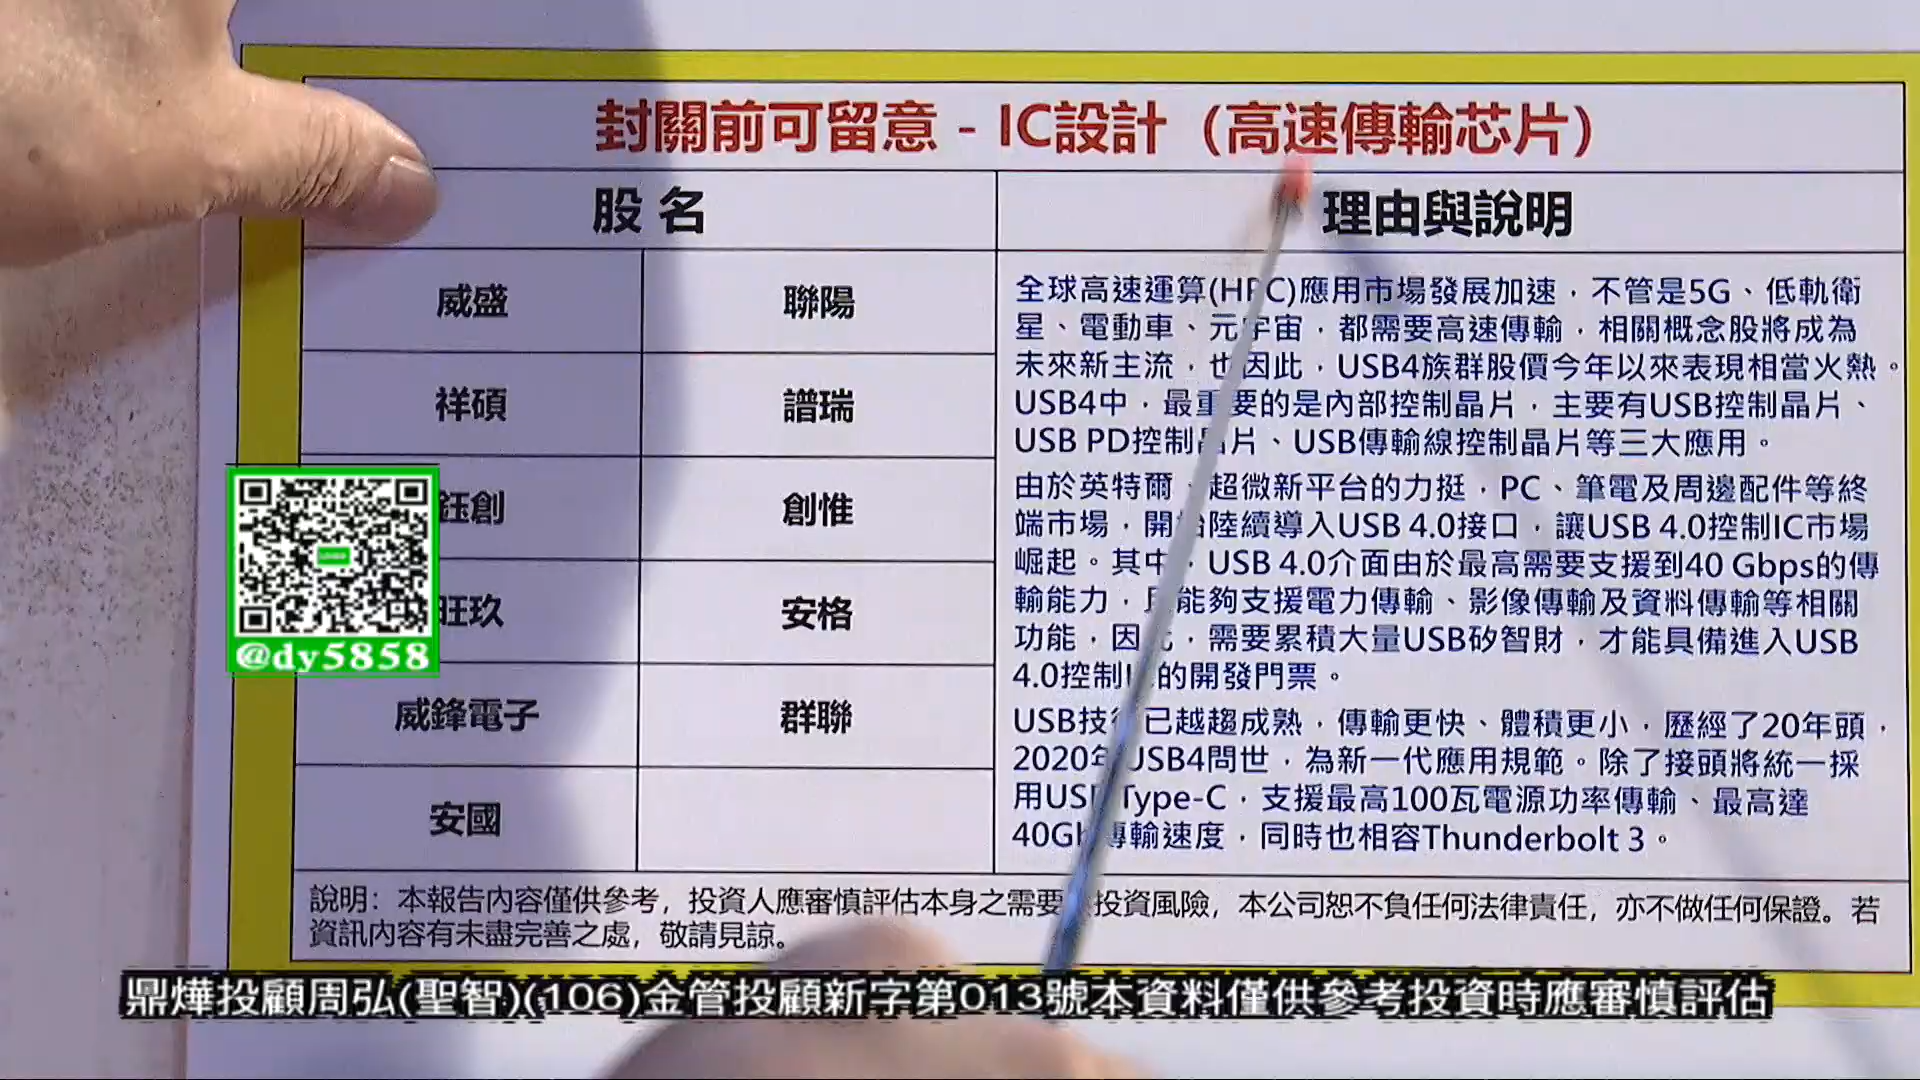 封關前可留意 - IC設計（高速傳輸芯片）
股 名
理由與說明
威盛
聯陽
祥碩
譜瑞
鈺創
創惟
旺玖
安格
威鋒電子
群聯
安國
全球高速運算(HPC)應用市場發展加速，不管是5G、低軌衛
星、電動車、元宇宙，都需要高速傳輸，相關概念股將成為
未來新主流，也因此，USB4族群股價今年以來表現相當火熱。
USB4中，最重要的是內部控制晶片，主要有USB控制晶片、
USB PD控制晶片、USB傳輸線控制晶片等三大應用。
由於英特爾、超微新平台的力挺，PC、筆電及周邊配件等終
端市場，開始陸續導入USB 4.0接口，讓USB 4.0控制IC市場
崛起。其中，USB 4.0介面由於最高需要支援到40 Gbps的傳
輸能力，且能夠支援電力傳輸、影像傳輸及資料傳輸等相關
功能，因此，需要累積大量USB矽智財，才能具備進入USB
4.0控制IC的開發門票。
USB技術已越趨成熟，傳輸更快、體積更小，歷經了20年頭，
2020年USB4問世，為新一代應用規範。除了接頭將統一採
用USB Type-C，支援最高100瓦電源功率傳輸、最高達
40Gb傳輸速度，同時也相容Thunderbolt 3。
說明：本報告內容僅供參考，投資人應審慎評估本身之需要 投資風險，本公司恕不負任何法律責任，亦不做任何保證。若
資訊內容有未盡完善之處，敬請見諒。
@dy5858
鼎燁投顧周弘(聖智)(106)金管投顧新字第013號本資料僅供參考投資時應審慎評估